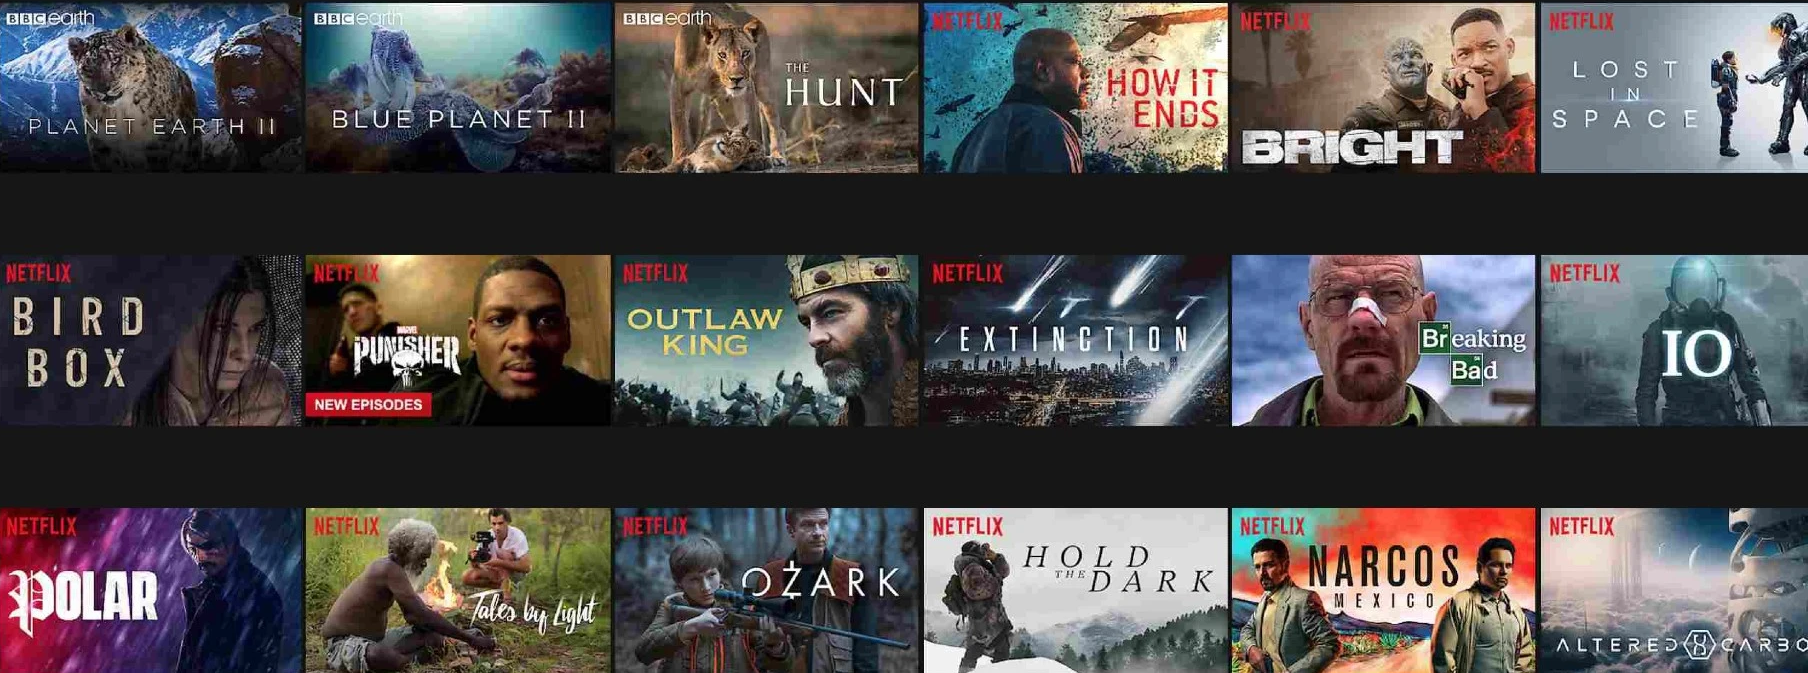 BBC earth
PLANET EARTH II
BBC earth
BLUE PLANET II
BBC earth
THE
HUNT
NETFLIX
HOW IT
ENDS
NETFLIX
BRIGHT
NETFLIX
LOST
IN
SPACE
NETFLIX
BIRD
BOX
NETFLIX
MARVEL
PUNISHER
NEW EPISODES
NETFLIX
OUTLAW
KING
NETFLIX
EXTINCTION
Breaking
Bad
NETFLIX
IO
NETFLIX
POLAR
NETFLIX
Tales by Light
NETFLIX
OZARK
NETFLIX
HOLD
THE DARK
NETFLIX
NARCOS
MEXICO
NETFLIX
ALTERED CARBO